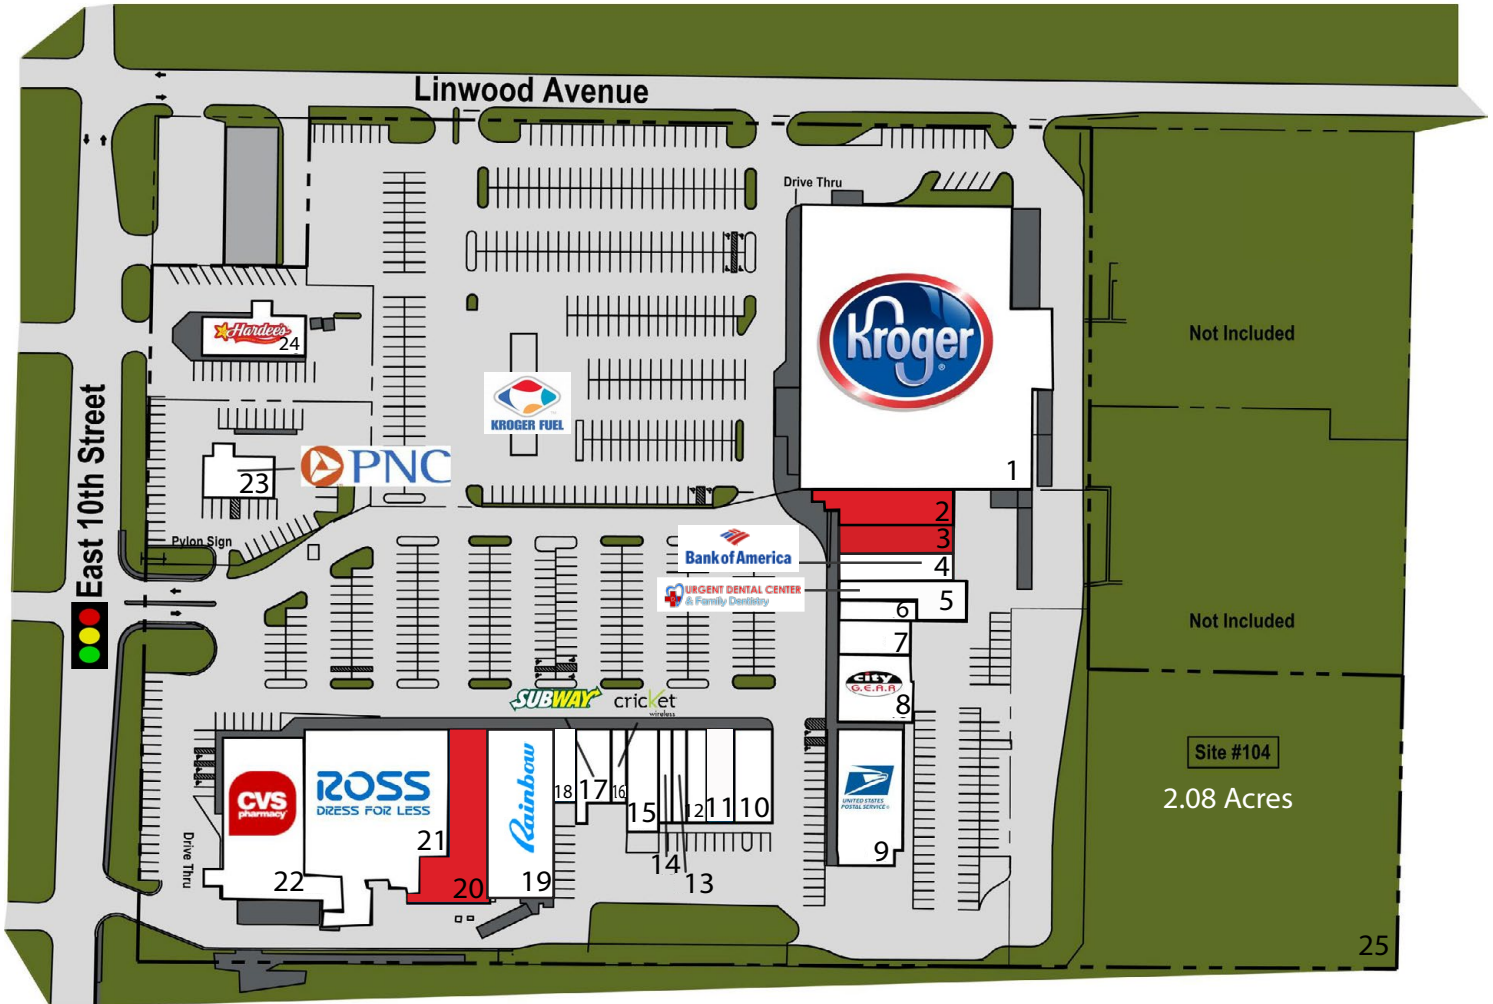 Linwood Avenue
Drive Thru
Kroger
1
Not Included
Hardee's
24
KROGER FUEL
East 10th Street
PNC
23
Pylon Sign
2
3
Bank of America
4
URGENT DENTAL CENTER
& Family Dentistry
5
6
7
Not Included
city
G.E.A.R
8
SUBWAY
cricket
wireless
Site #104
2.08 Acres
CVS
pharmacy
22
Drive Thru
ROSS
DRESS FOR LESS
21
20
Rainbow
19
18
17
16
15
14
13
12
11
10
UNITED STATES
POSTAL SERVICE
9
25